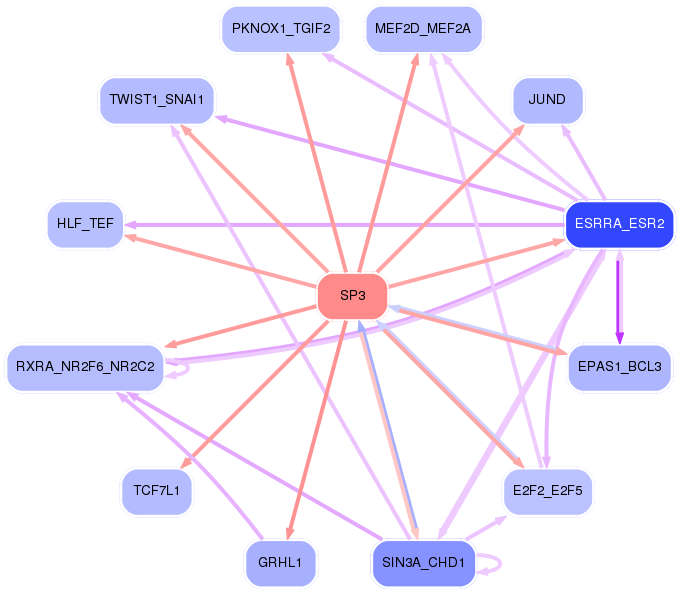 PKNOX1_TGIF2
MEF2D_MEF2A
TWIST1_SNAI1
JUND
HLF_TEF
ESRRA_ESR2
SP3
RXRA_NR2F6_NR2C2
EPAS1_BCL3
TCF7L1
E2F2_E2F5
GRHL1
SIN3A_CHD1